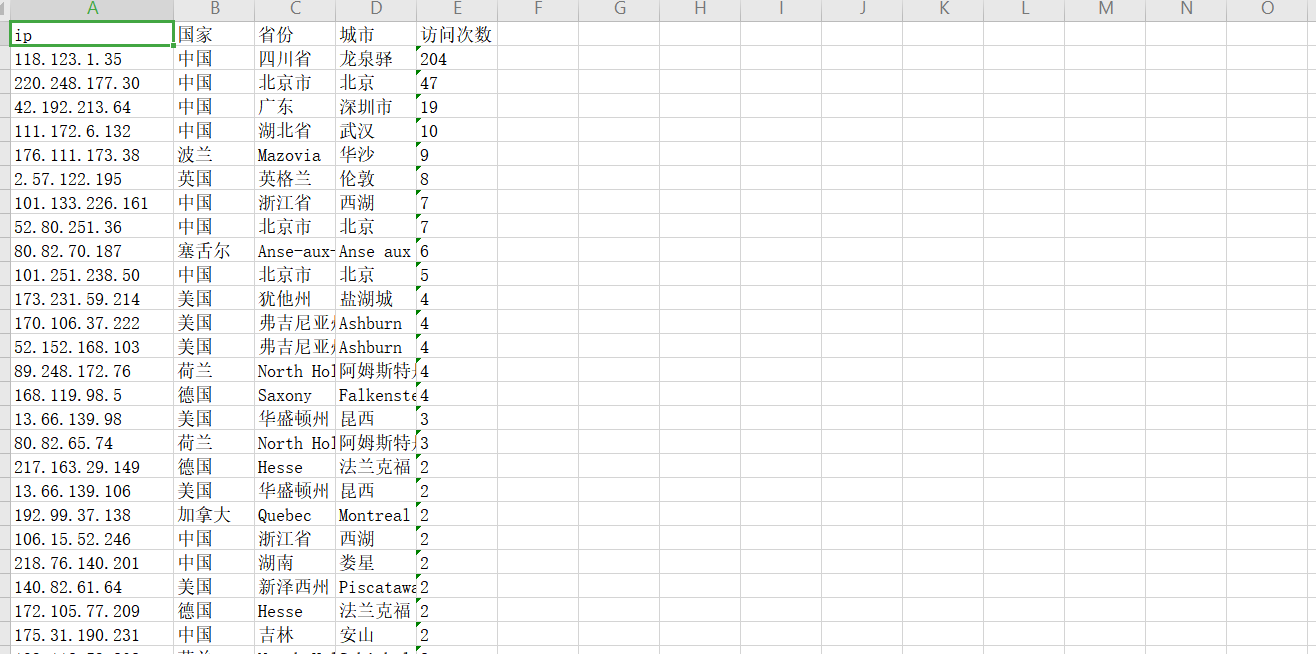 A B C D E F G H I J K L M N O
ip 国家 省份 城市 访问次数
118.123.1.35 中国 四川省 龙泉驿 204
220.248.177.30 中国 北京市 北京 47
42.192.213.64 中国 广东 深圳市 19
111.172.6.132 中国 湖北省 武汉 10
176.111.173.38 波兰 Mazovia 华沙 9
2.57.122.195 英国 英格兰 伦敦 8
101.133.226.161 中国 浙江省 西湖 7
52.80.251.36 中国 北京市 北京 7
80.82.70.187 塞舌尔 Anse-aux- Anse aux 6
101.251.238.50 中国 北京市 北京 5
173.231.59.214 美国 犹他州 盐湖城 4
170.106.37.222 美国 弗吉尼亚州 Ashburn 4
52.152.168.103 美国 弗吉尼亚州 Ashburn 4
89.248.172.76 荷兰 North Hol 阿姆斯特丹 4
168.119.98.5 德国 Saxony Falkenste 4
13.66.139.98 美国 华盛顿州 昆西 3
80.82.65.74 荷兰 North Hol 阿姆斯特丹 3
217.163.29.149 德国 Hesse 法兰克福 2
13.66.139.106 美国 华盛顿州 昆西 2
192.99.37.138 加拿大 Quebec Montreal 2
106.15.52.246 中国 浙江省 西湖 2
218.76.140.201 中国 湖南 娄星 2
140.82.61.64 美国 新泽西州 Piscatawa 2
172.105.77.209 德国 Hesse 法兰克福 2
175.31.190.231 中国 吉林 安山 2